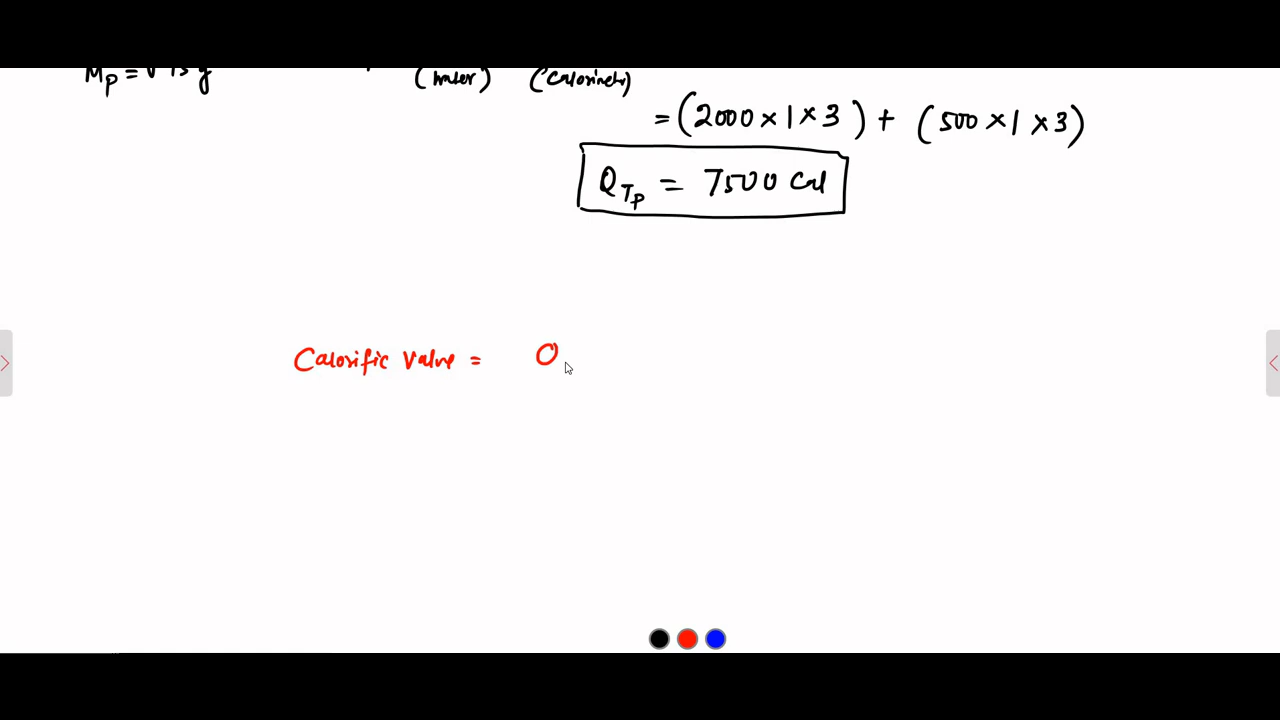 (water) (Calorimeter)
= (2000 × 1 × 3) + (500 × 1 × 3)
Q_Tp = 7500 Cal
Calorific Value = O